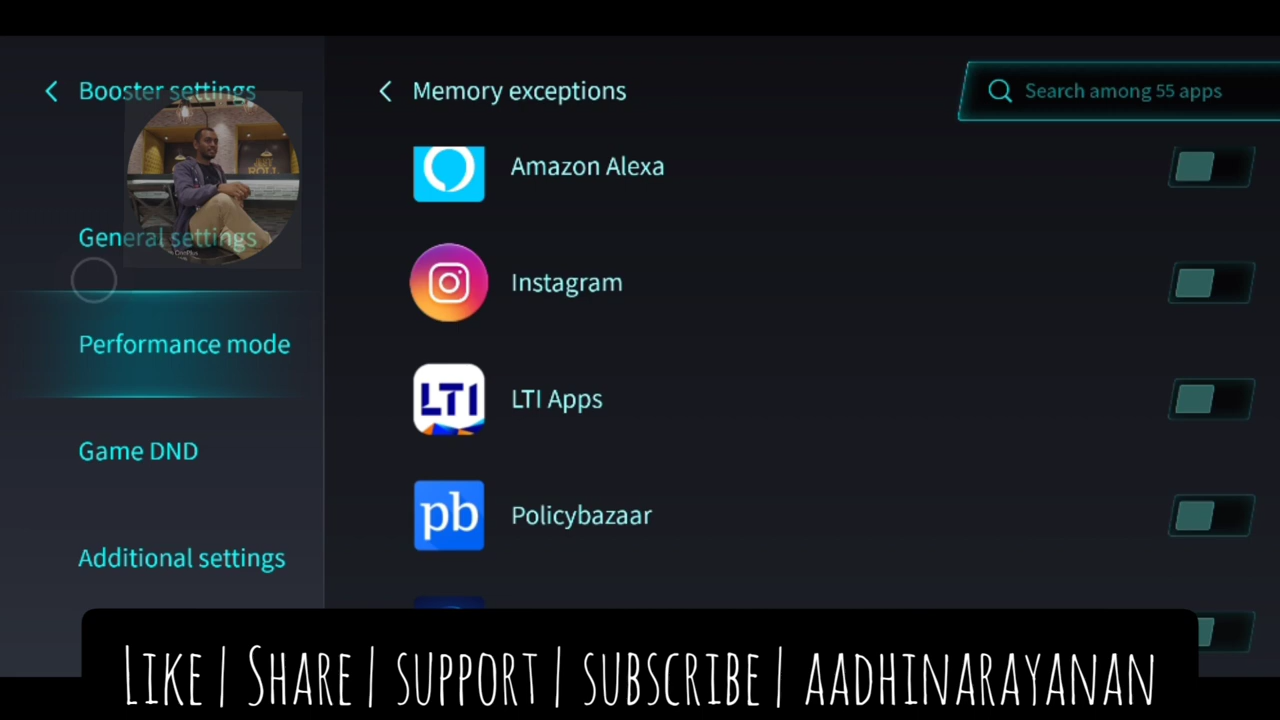 Booster settings
General settings
Performance mode
Game DND
Additional settings
Memory exceptions
Search among 55 apps
Amazon Alexa
Instagram
LTI
LTI Apps
pb
Policybazaar
LIKE| SHARE| SUPPORT| SUBSCRIBE| AADHINARAYANAN